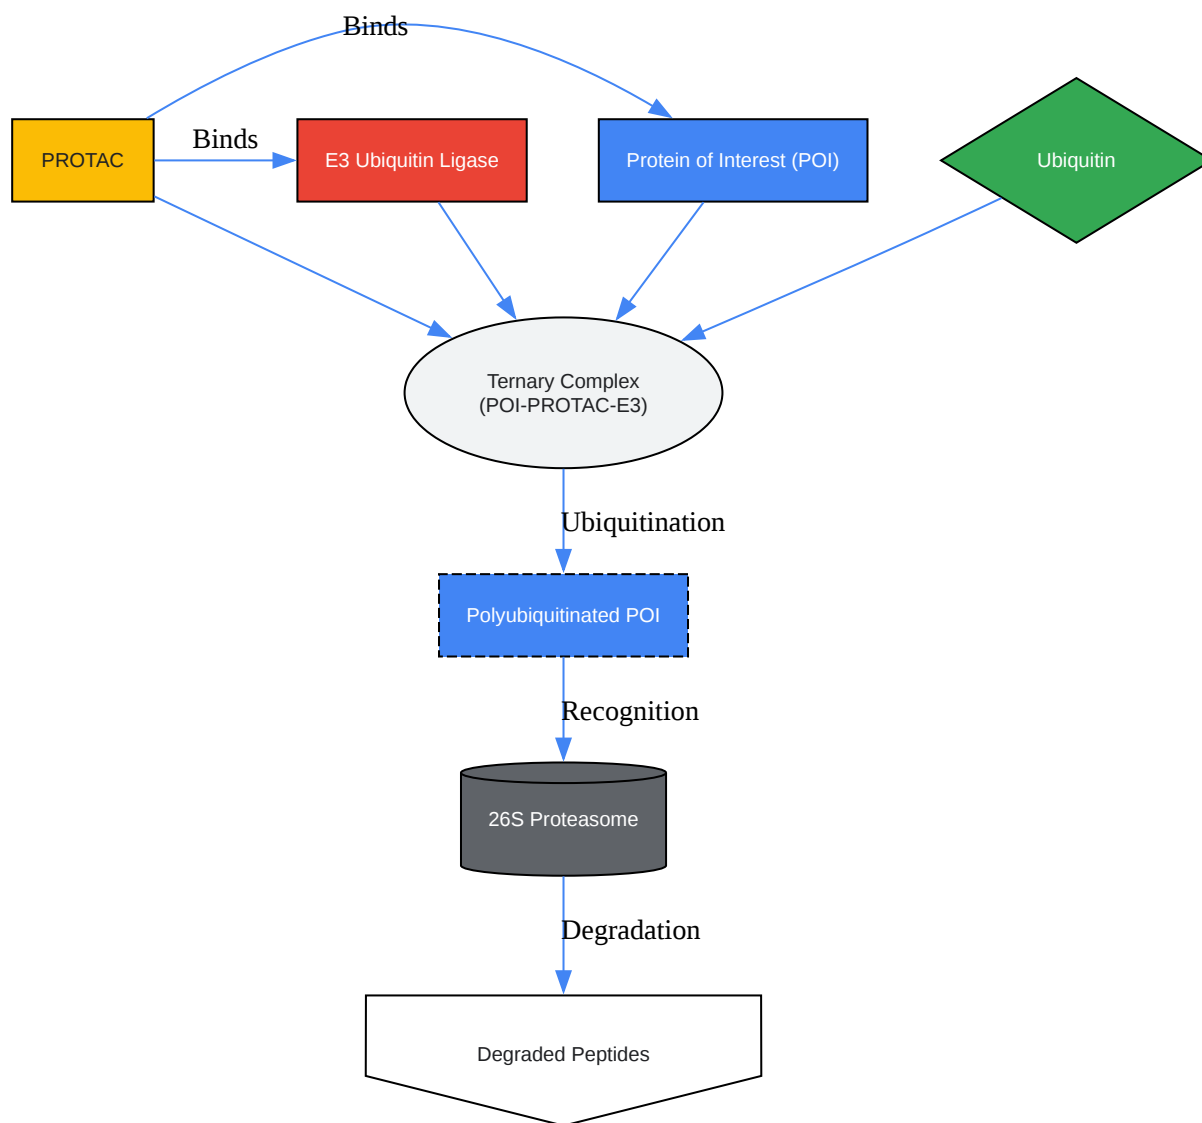 Binds
PROTAC
Binds
E3 Ubiquitin Ligase
Protein of Interest (POI)
Ubiquitin
Ternary Complex
(POI-PROTAC-E3)
Ubiquitination
Polyubiquitinated POI
Recognition
26S Proteasome
Degradation
Degraded Peptides